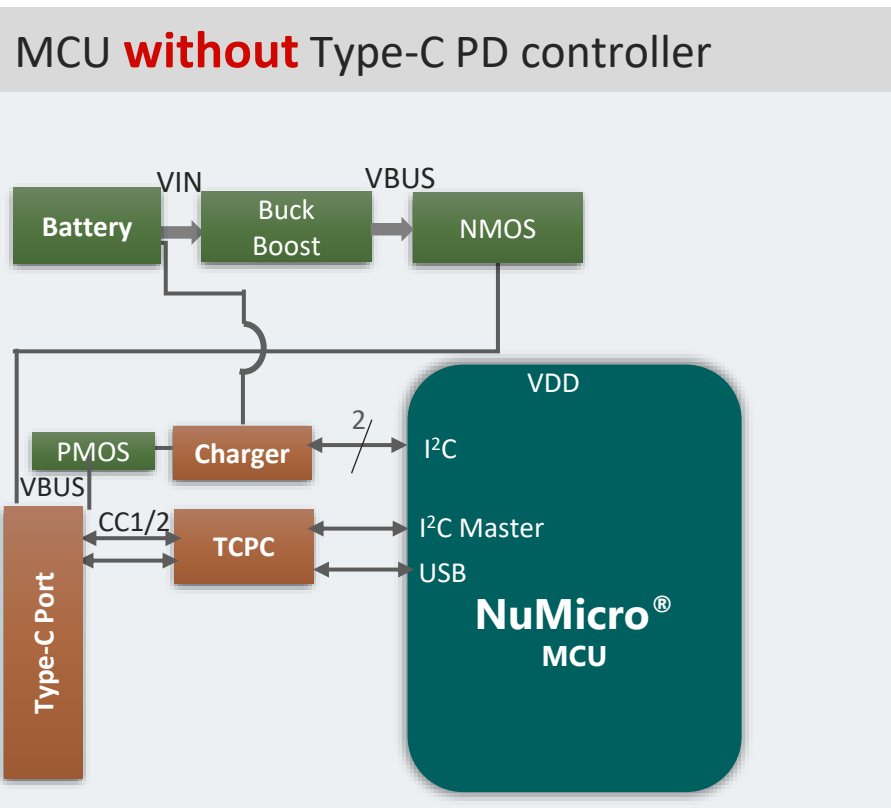 MCU without Type-C PD controller
VIN
VBUS
Battery
Buck
Boost
NMOS
VDD
2
PMOS
Charger
I²C
VBUS
CC1/2
TCPC
I²C Master
USB
Type-C Port
NuMicro®
MCU